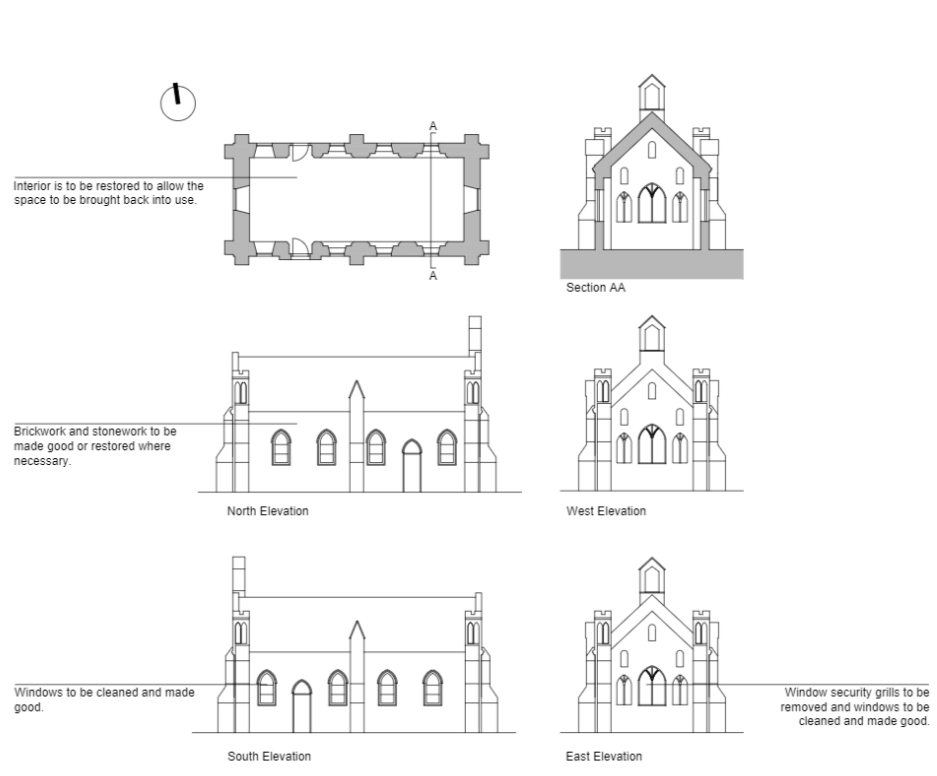 A
Interior is to be restored to allow the
space to be brought back into use.
A
Section AA
Brickwork and stonework to be
made good or restored where
necessary.
North Elevation
West Elevation
Windows to be cleaned and made
good.
Window security grills to be
removed and windows to be
cleaned and made good.
South Elevation
East Elevation